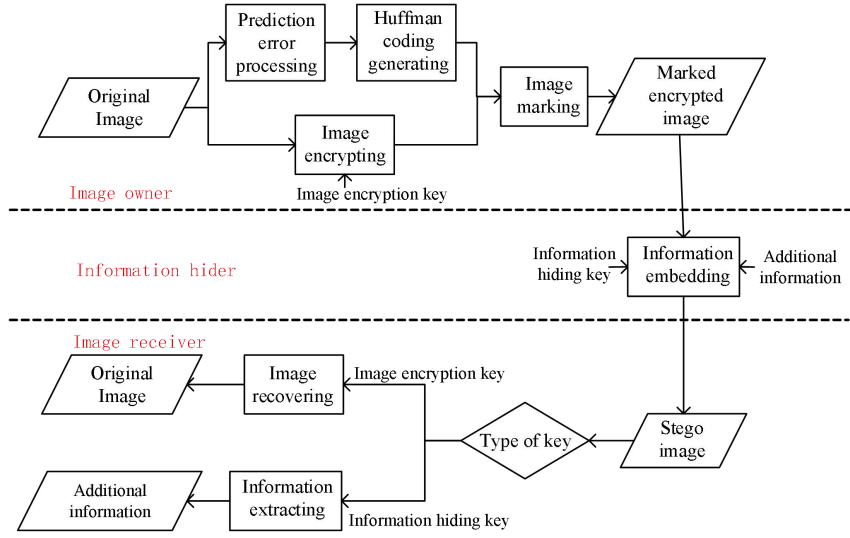 Prediction
error
processing
Huffman
coding
generating
Original
Image
Image
marking
Marked
encrypted
image
Image
encrypting
Image encryption key
Image owner
Information
hiding key
Information
embedding
Additional
information
Information hider
Image receiver
Original
Image
Image
recovering
Image encryption key
Type of key
Stego
image
Additional
information
Information
extracting
Information hiding key